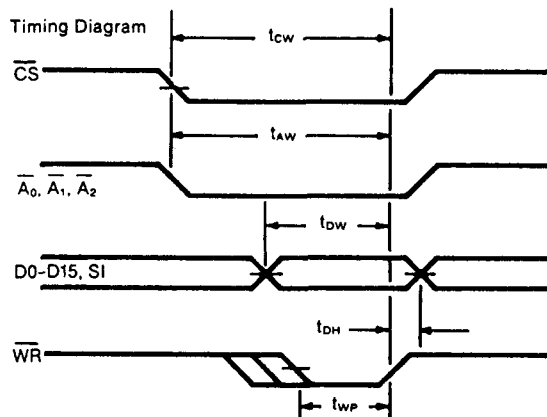 Timing Diagram
tCW
CS
tAW
A0, A1, A2
tDW
D0-D15, SI
tDH
WR
tWP